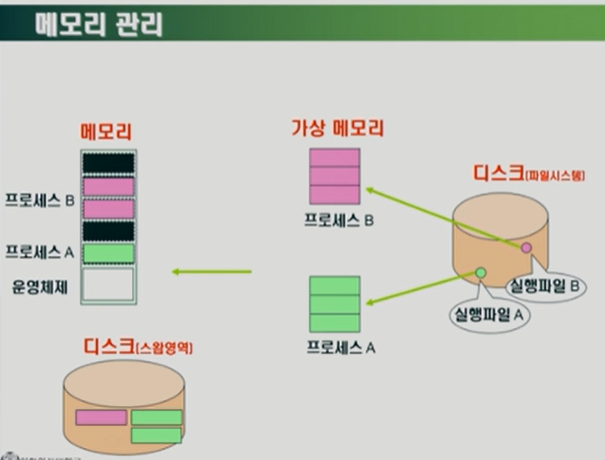 메모리 관리
메모리
가상 메모리
디스크(파일시스템)
프로세스 B
프로세스 B
프로세스 A
운영체제
실행파일 B
실행파일 A
프로세스 A
디스크(스왑영역)